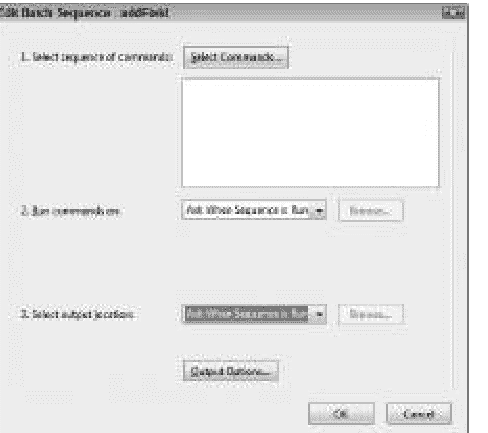 Edit Batch Sequence - addField
1. Select sequence of commands: Select Commands...
2. Run commands on: Ask When Sequence is Run Browse...
3. Select output location: Ask When Sequence is Run Browse...
Output Options...
OK Cancel